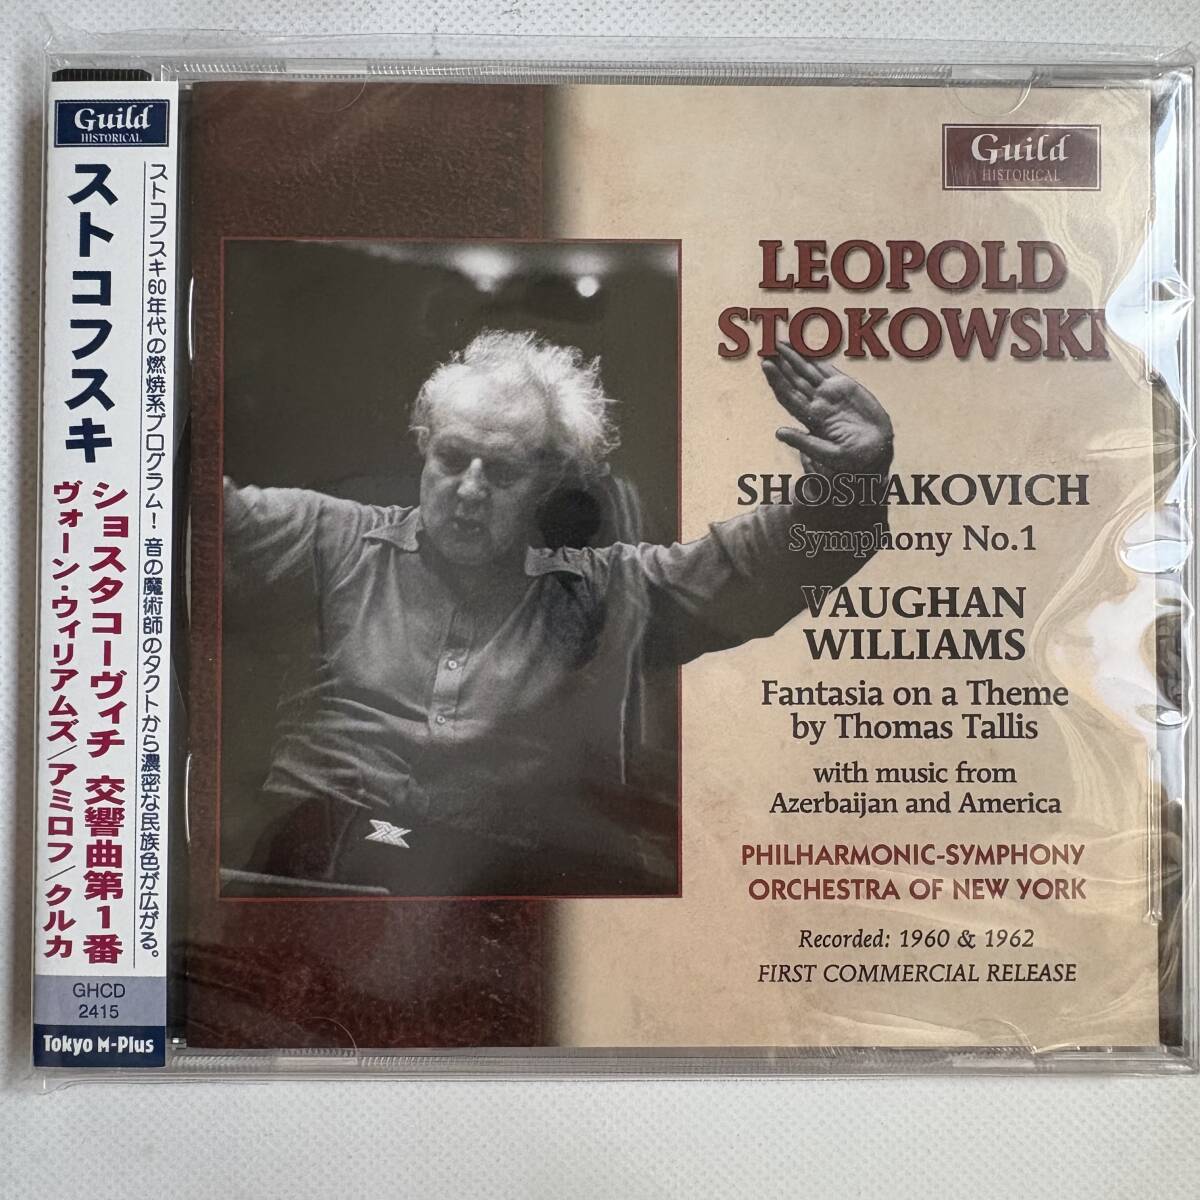 Guild
HISTORICAL
ストコフスキ60年代の燃焼系プログラム！音の魔術師のタクトから濃密な民族色が広がる。
ストコフスキ
ショスタコーヴィチ 交響曲第1番
ヴォーン・ウィリアムズ/アミロフ/クルカ
GHCD
2415
Tokyo M-Plus
Guild
HISTORICAL
LEOPOLD
STOKOWSKI
SHOSTAKOVICH
Symphony No.1
VAUGHAN
WILLIAMS
Fantasia on a Theme
by Thomas Tallis
with music from
Azerbaijan and America
PHILHARMONIC-SYMPHONY
ORCHESTRA OF NEW YORK
Recorded: 1960 & 1962
FIRST COMMERCIAL RELEASE